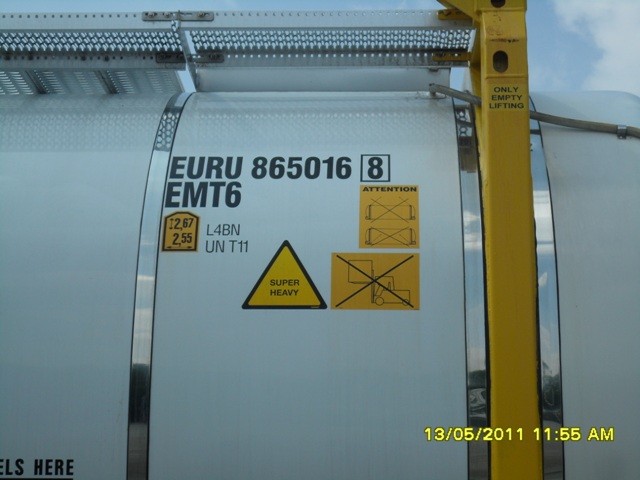 ONLY
EMPTY
LIFTING
EURU 865016 8
EMT6
ATTENTION
2,67
2,55
L4BN
UN T11
SUPER
HEAVY
13/05/2011 11:55 AM
ELS HERE